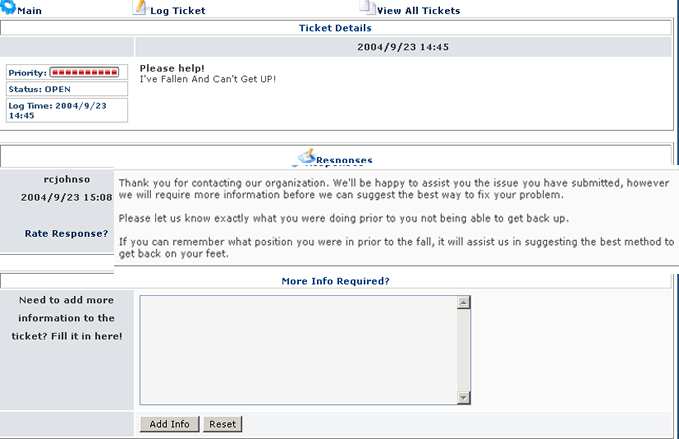 Main
Log Ticket
View All Tickets
Ticket Details
2004/9/23 14:45
Priority:
Status: OPEN
Log Time: 2004/9/23
14:45
Please help!
I've Fallen And Can't Get UP!
Responses
rcjohnso
2004/9/23 15:08
Rate Response?
Thank you for contacting our organization. We'll be happy to assist you the issue you have submitted, however
we will require more information before we can suggest the best way to fix your problem.
Please let us know exactly what you were doing prior to you not being able to get back up.
If you can remember what position you were in prior to the fall, it will assist us in suggesting the best method to
get back on your feet.
More Info Required?
Need to add more
information to the
ticket? Fill it in here!
Add Info
Reset